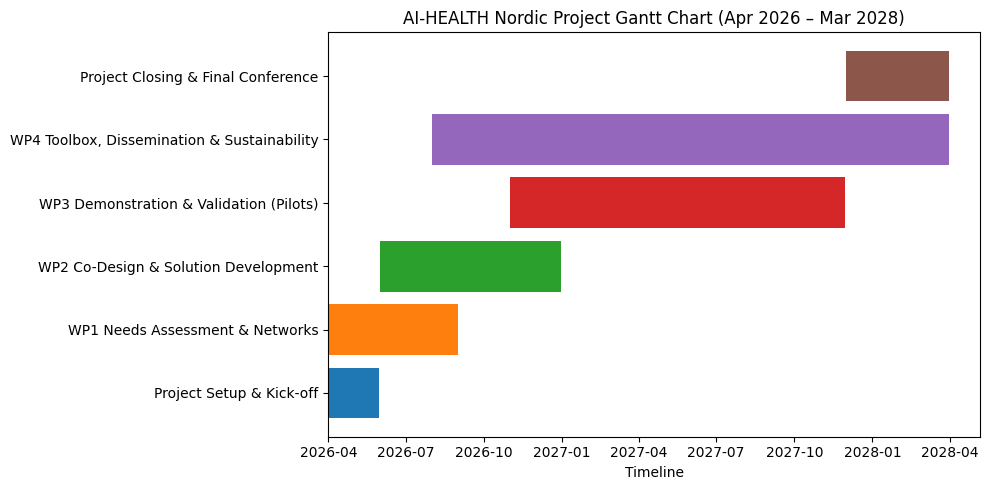 AI-HEALTH Nordic Project Gantt Chart (Apr 2026 – Mar 2028)
Project Closing & Final Conference
WP4 Toolbox, Dissemination & Sustainability
WP3 Demonstration & Validation (Pilots)
WP2 Co-Design & Solution Development
WP1 Needs Assessment & Networks
Project Setup & Kick-off
2026-04 2026-07 2026-10 2027-01 2027-04 2027-07 2027-10 2028-01 2028-04
Timeline